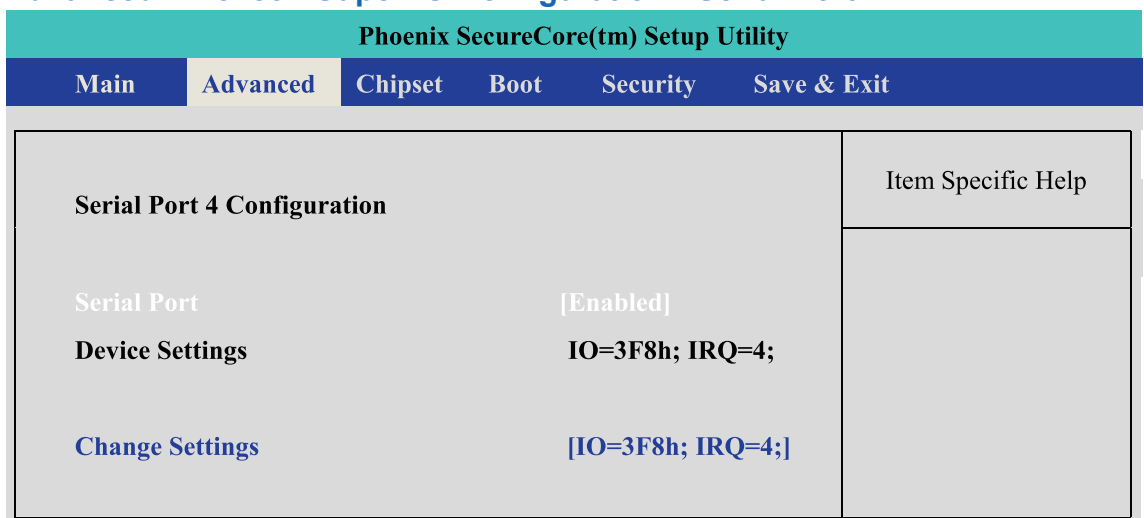 Phoenix SecureCore(tm) Setup Utility
Main Advanced Chipset Boot Security Save & Exit
Serial Port 4 Configuration
Item Specific Help
Serial Port [Enabled]
Device Settings IO=3F8h; IRQ=4;
Change Settings [IO=3F8h; IRQ=4;]